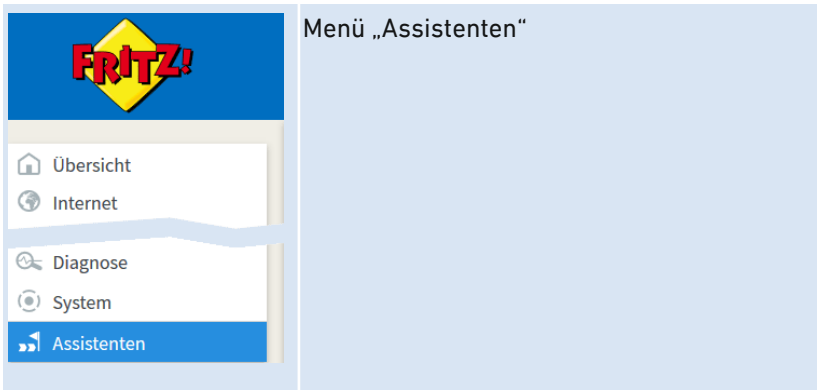 FRITZ!
Menü „Assistenten“
Übersicht
Internet
Diagnose
System
Assistenten